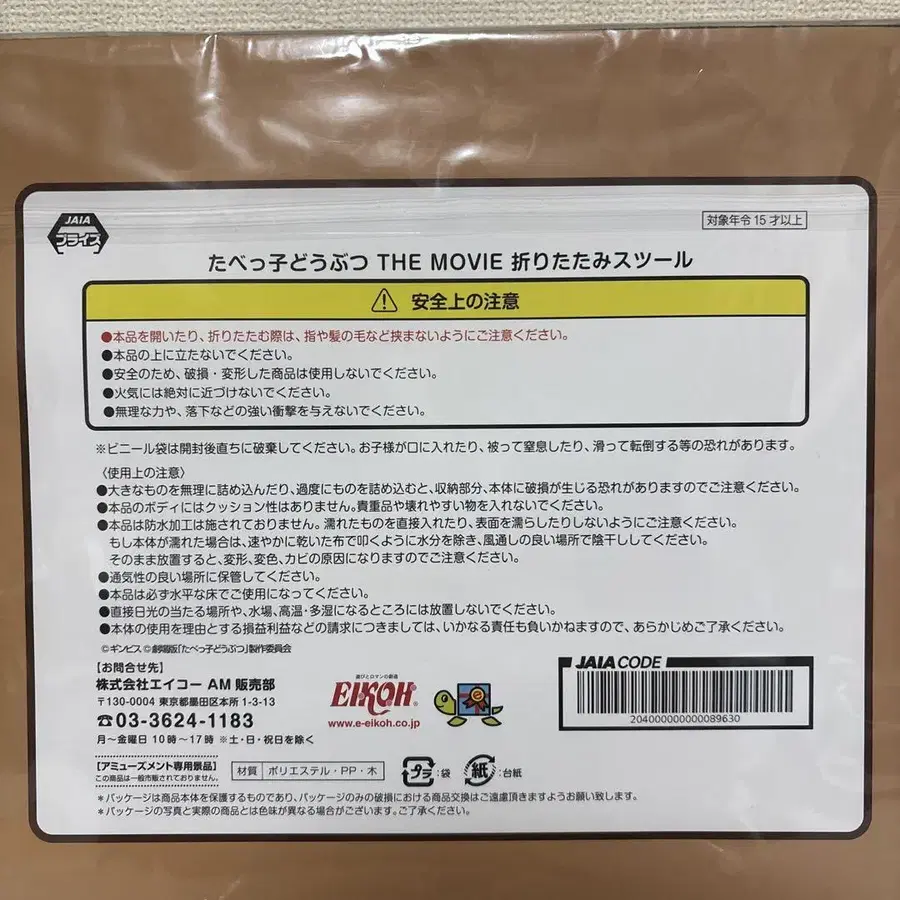 JAIA
プライズ
対象年令15才以上
たべっ子どうぶつ THE MOVIE 折りたたみスツール
安全上の注意
●本品を開いたり、折りたたむ際は、指や髪の毛など挟まないようにご注意ください。
●本品の上に立たないでください。
●安全のため、破損・変形した商品は使用しないでください。
●火気には絶対に近づけないでください。
●無理な力や、落下などの強い衝撃を与えないでください。
※ビニール袋は開封後直ちに破棄してください。お子様が口に入れたり、被って窒息したり、滑って転倒する等の恐れがあります。
〈使用上の注意〉
●大きなものを無理に詰め込んだり、過度にものを詰め込むと、収納部分、本体に破損が生じる恐れがありますのでご注意ください。
●本品のボディにはクッション性はありません。貴重品や壊れやすい物を入れないでください。
●本品は防水加工は施されておりません。濡れたものを直接入れたり、表面を濡らしたりしないようにご注意ください。
もし本体が濡れた場合は、速やかに乾いた布で叩くように水分を除き、風通しの良い場所で陰干ししてください。
そのまま放置すると、変形、変色、カビの原因になりますのでご注意ください。
●通気性の良い場所に保管してください。
●本品は必ず水平な床でご使用になってください。
●直接日光の当たる場所や、水場、高温・多湿になるところには放置しないでください。
●本体の使用を理由とする損益利益などの請求につきましては、いかなる責任も負いかねますので、あらかじめご了承ください。
©ギンビス ©劇場版「たべっ子どうぶつ」製作委員会
【お問合せ先】
株式会社エイコー AM販売部
〒130-0004 東京都墨田区本所1-3-13
☎03-3624-1183
月～金曜日 10時～17時 ※土・日・祝日を除く
遊びとロマンの創造
EIKOH®
www.e-eikoh.co.jp
JAIA CODE
20400000000089630
【アミューズメント専用景品】
この商品は一般市販されておりません。
材質 ポリエステル・PP・木
プラ:袋
紙:台紙
＊パッケージは商品本体を保護するものであり、パッケージのみの破損における商品交換はご遠慮頂きますようお願い致します。
＊パッケージの写真と実際の商品とは色味が異なる場合がございます。ご了承ください。